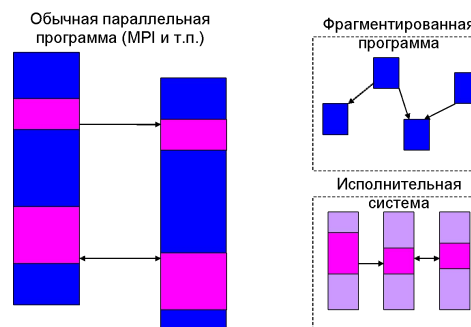 Обычная параллельная
программа (MPI и т.п.)
Фрагментированная
программа
Исполнительная
система